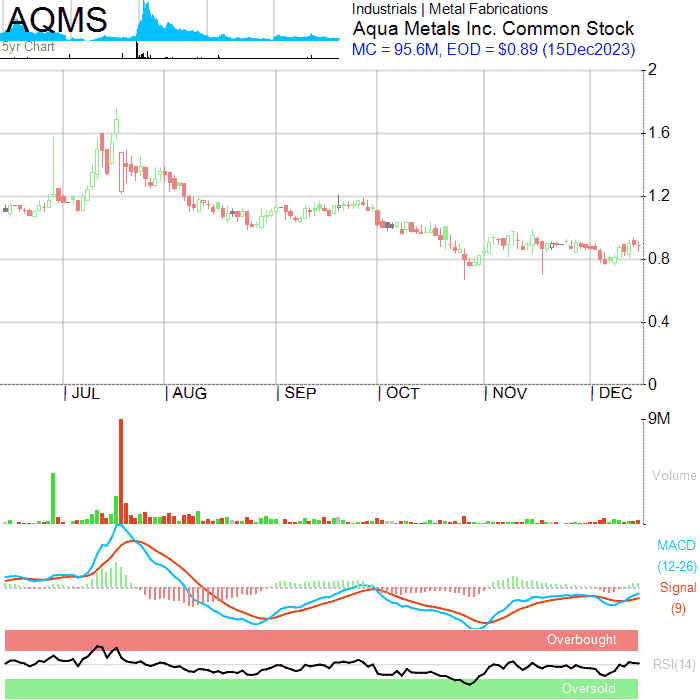 AQMS
5yr Chart
Industrials | Metal Fabrications
Aqua Metals Inc. Common Stock
MC = 95.6M, EOD = $0.89 (15Dec2023)
2
1.6
1.2
0.8
0.4
0
| JUL | AUG | SEP | OCT | NOV | DEC
9M
Volume
MACD
(12-26)
Signal
(9)
Overbought
RSI(14)
Oversold